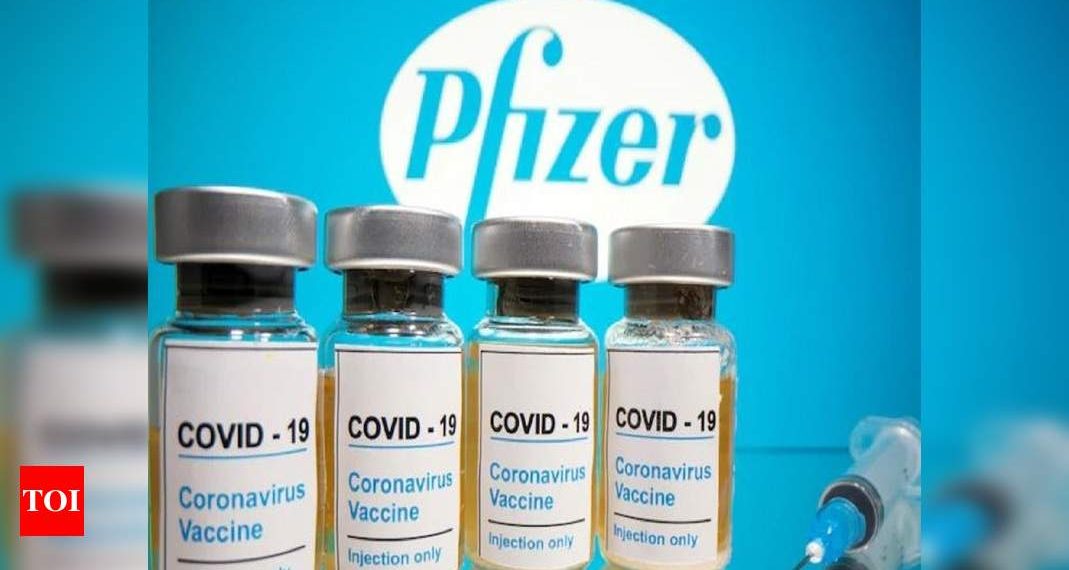 Pfizer
COVID - 19
Coronavirus
Vaccine
only
COVID - 19
Coronavirus
Vaccine
Injection only
COVID - 19
Coronavirus
Vaccine
Injection only
COVID - 19
Coronavirus
Vaccine
Injection only
TOI